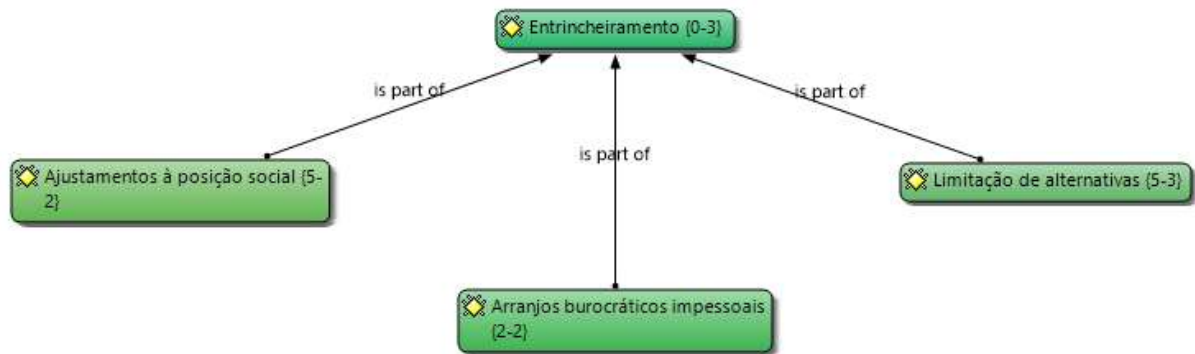 Entrincheiramento {0-3}
is part of
is part of
is part of
Ajustamentos à posição social {5-
2}
Limitação de alternativas {5-3}
Arranjos burocráticos impessoais
{2-2}